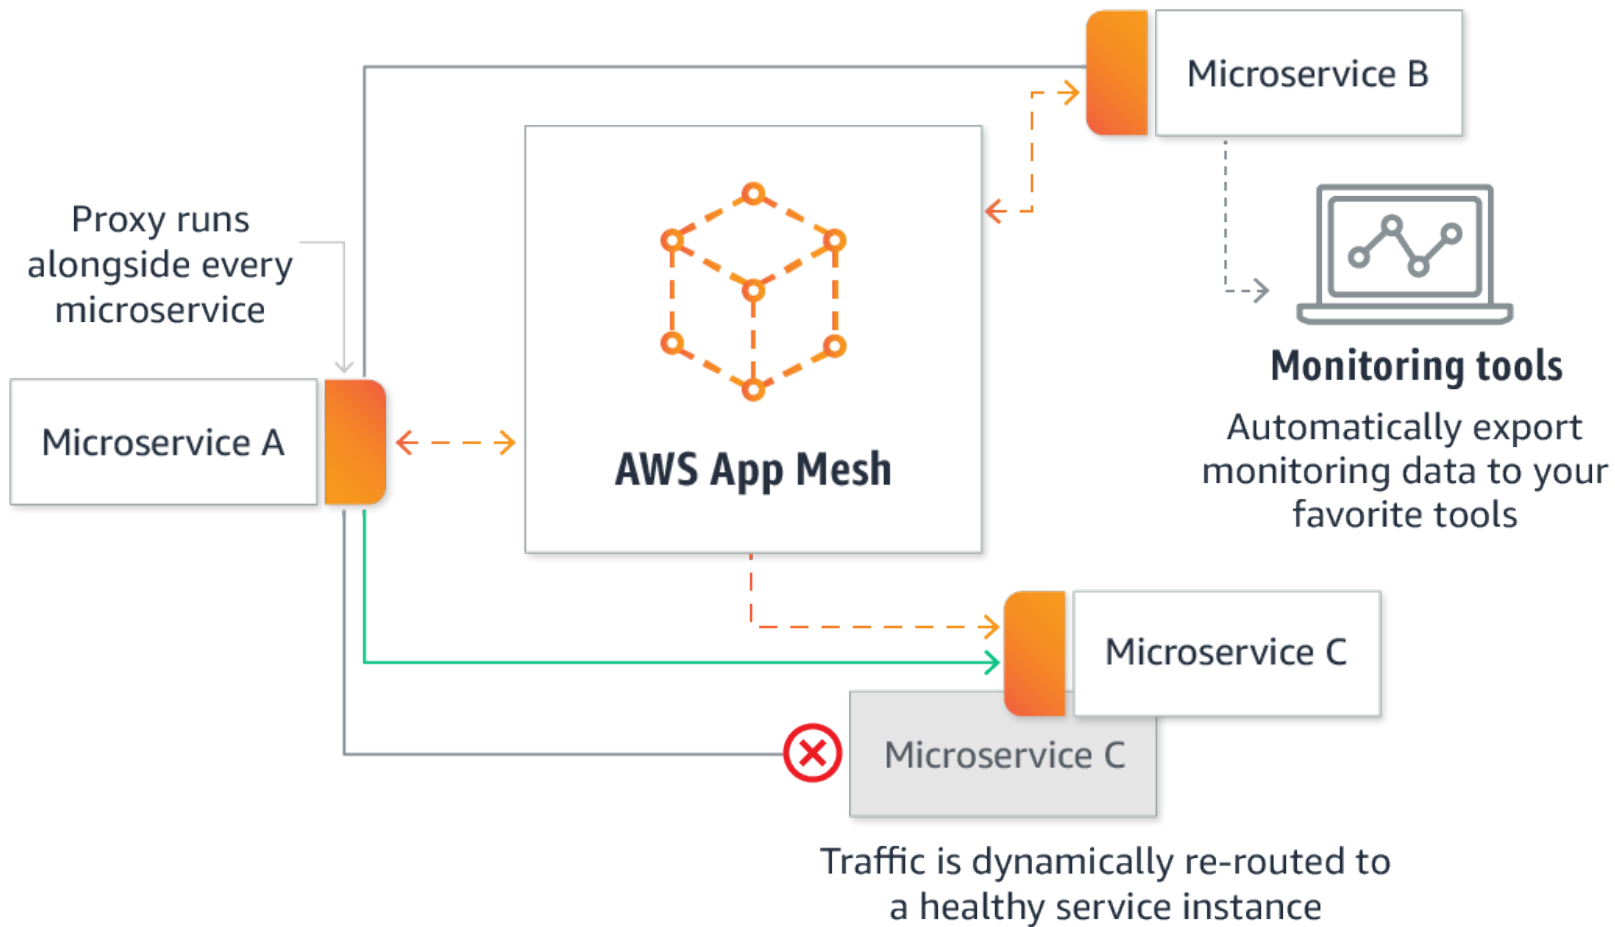 Microservice B
Proxy runs
alongside every
microservice
Microservice A
AWS App Mesh
Monitoring tools
Automatically export
monitoring data to your
favorite tools
Microservice C
Microservice C
Traffic is dynamically re-routed to
a healthy service instance